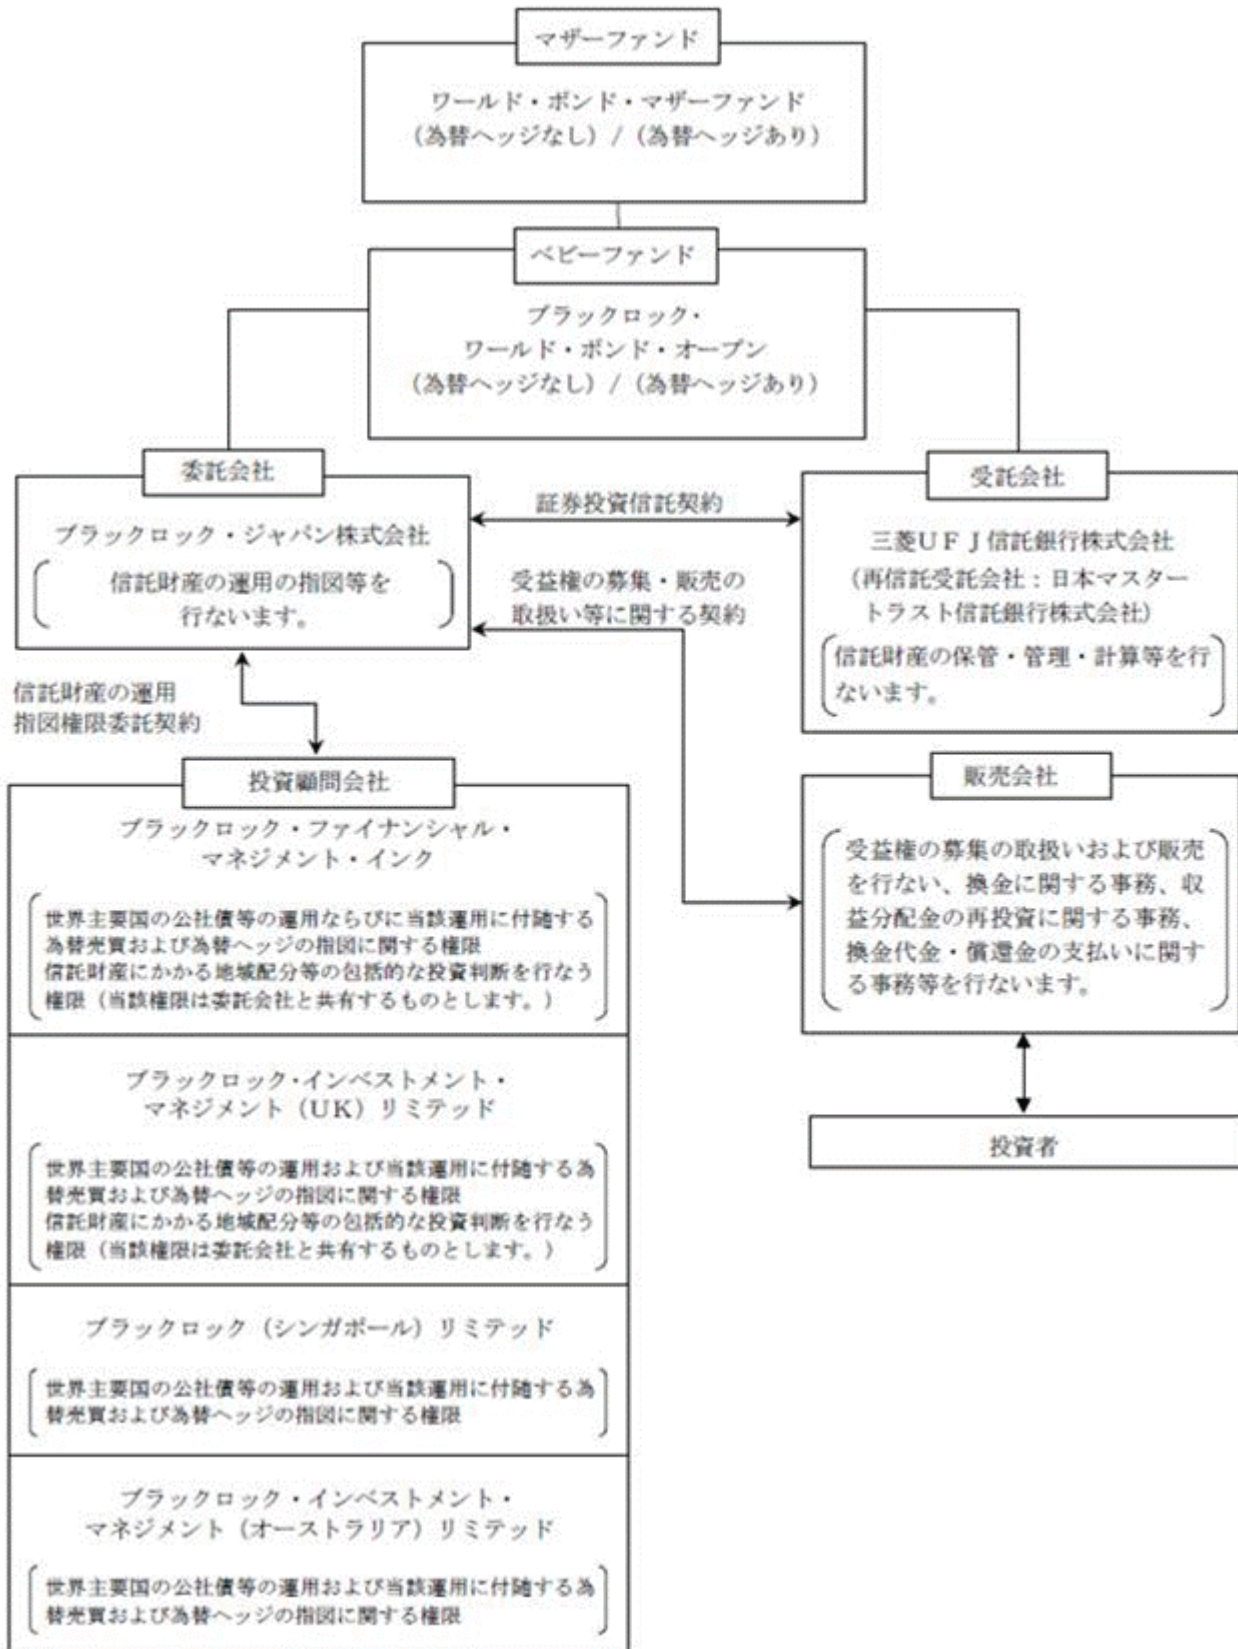 マザーファンド
ワールド・ボンド・マザーファンド
（為替ヘッジなし）/（為替ヘッジあり）
ベビーファンド
ブラックロック・
ワールド・ボンド・オープン
（為替ヘッジなし）/（為替ヘッジあり）
委託会社
ブラックロック・ジャパン株式会社
信託財産の運用の指図等を
行ないます。
証券投資信託契約
受益権の募集・販売の
取扱い等に関する契約
受託会社
三菱ＵＦＪ信託銀行株式会社
（再信託受託会社：日本マスター
トラスト信託銀行株式会社）
信託財産の保管・管理・計算等を行
ないます。
信託財産の運用
指図権限委託契約
投資顧問会社
ブラックロック・ファイナンシャル・
マネジメント・インク
世界主要国の公社債等の運用ならびに当該運用に付随する
為替売買および為替ヘッジの指図に関する権限
信託財産にかかる地域配分等の包括的な投資判断を行なう
権限（当該権限は委託会社と共有するものとします。）
ブラックロック・インベストメント・
マネジメント（ＵＫ）リミテッド
世界主要国の公社債等の運用および当該運用に付随する為
替売買および為替ヘッジの指図に関する権限
信託財産にかかる地域配分等の包括的な投資判断を行なう
権限（当該権限は委託会社と共有するものとします。）
ブラックロック（シンガポール）リミテッド
世界主要国の公社債等の運用および当該運用に付随する為
替売買および為替ヘッジの指図に関する権限
ブラックロック・インベストメント・
マネジメント（オーストラリア）リミテッド
世界主要国の公社債等の運用および当該運用に付随する為
替売買および為替ヘッジの指図に関する権限
販売会社
受益権の募集の取扱いおよび販売
を行ない、換金に関する事務、収
益分配金の再投資に関する事務、
換金代金・償還金の支払いに関す
る事務等を行ないます。
投資者